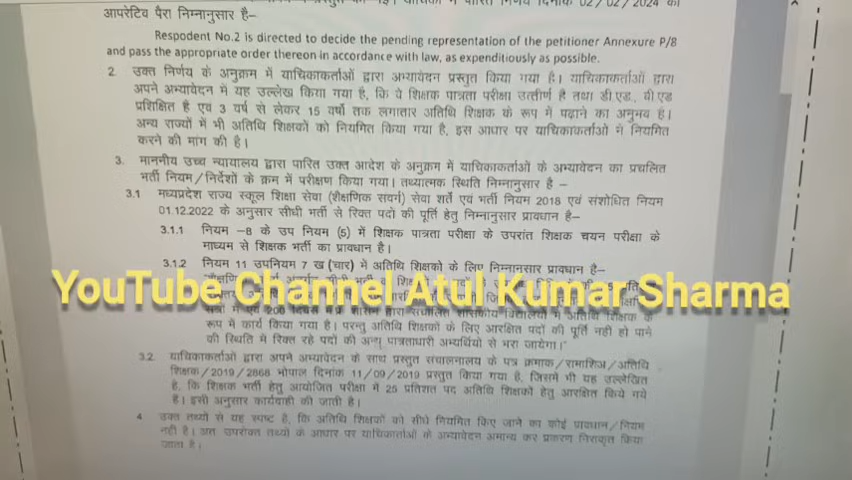 आपरेटिव पैरा निम्नानुसार है–
Respodent No.2 is directed to decide the pending representation of the petitioner Annexure P/8
and pass the appropriate order thereon in accordance with law, as expenditiously as possible.
2. उक्त निर्णय के अनुक्रम में याचिकाकर्ताओं द्वारा अभ्यावेदन प्रस्तुत किया गया है। याचिकाकर्ताओं द्वारा
अपने अभ्यावेदन में यह उल्लेख किया गया है, कि ये शिक्षक पात्रता परीक्षा उत्तीर्ण है तथा डी.एड., बी.एड
प्रशिक्षित है एवं 3 वर्ष से लेकर 15 वर्षों तक लगातार अतिथि शिक्षक के रूप में पढ़ाने का अनुभव है।
अन्य राज्यों में भी अतिथि शिक्षकों को नियमित किया गया है, इस आधार पर याचिकाकर्ताओं ने नियमित
करने की मांग की है।
3. माननीय उच्च न्यायालय द्वारा पारित उक्त आदेश के अनुक्रम में याचिकाकर्ताओं के अभ्यावेदन का प्रचलित
भर्ती नियम/निर्देशों के क्रम में परीक्षण किया गया। तथ्यात्मक स्थिति निम्नानुसार है –
3.1 मध्यप्रदेश राज्य स्कूल शिक्षा सेवा (शैक्षणिक सवर्ग) सेवा शर्ते एवं भर्ती नियम 2018 एवं संशोधित नियम
01.12.2022 के अनुसार सीधी भर्ती से रिक्त पदों की पूर्ति हेतु निम्नानुसार प्रावधान है–
3.1.1 नियम –8 के उप नियम (5) में शिक्षक पात्रता परीक्षा के उपरांत शिक्षक चयन परीक्षा के
माध्यम से शिक्षक भर्ती का प्रावधान है।
3.1.2 नियम 11 उपनियम 7 ख (चार) में अतिथि शिक्षकों के लिए निम्नानुसार प्रावधान है–
YouTube Channel Atul Kumar Sharma
रूप में कार्य किया गया है। परन्तु अतिथि शिक्षकों के लिए आरक्षित पदों की पूर्ति नहीं हो पाने
की स्थिति में रिक्त रहे पदों को अन्य पात्रताधारी अभ्यर्थियो से भरा जायेगा।"
3.2. याचिकाकर्ताओं द्वारा अपने अभ्यावेदन के साथ प्रस्तुत संचालनालय के पत्र क्रमाक/रामाशिअ/अतिथि
शिक्षक/2019/2868 भोपाल दिनांक 11/09/2019 प्रस्तुत किया गया है, जिसमे भी यह उल्लेखित
है, कि शिक्षक भर्ती हेतु आयोजित परीक्षा में 25 प्रतिशत पद अतिथि शिक्षकों हेतु आरक्षित किये गये
है। इसी अनुसार कार्यवाही की जाती है।
4. उक्त तथ्यों से यह स्पष्ट है, कि अतिथि शिक्षकों को सीधे नियमित किए जाने का कोई प्रावधान/नियम
नही है। अत उपरोक्त तथ्यो के आधार पर याचिकार्ताओ के अभ्यावेदन अमान्य कर प्रकरण निराकृत किया
जाता है।